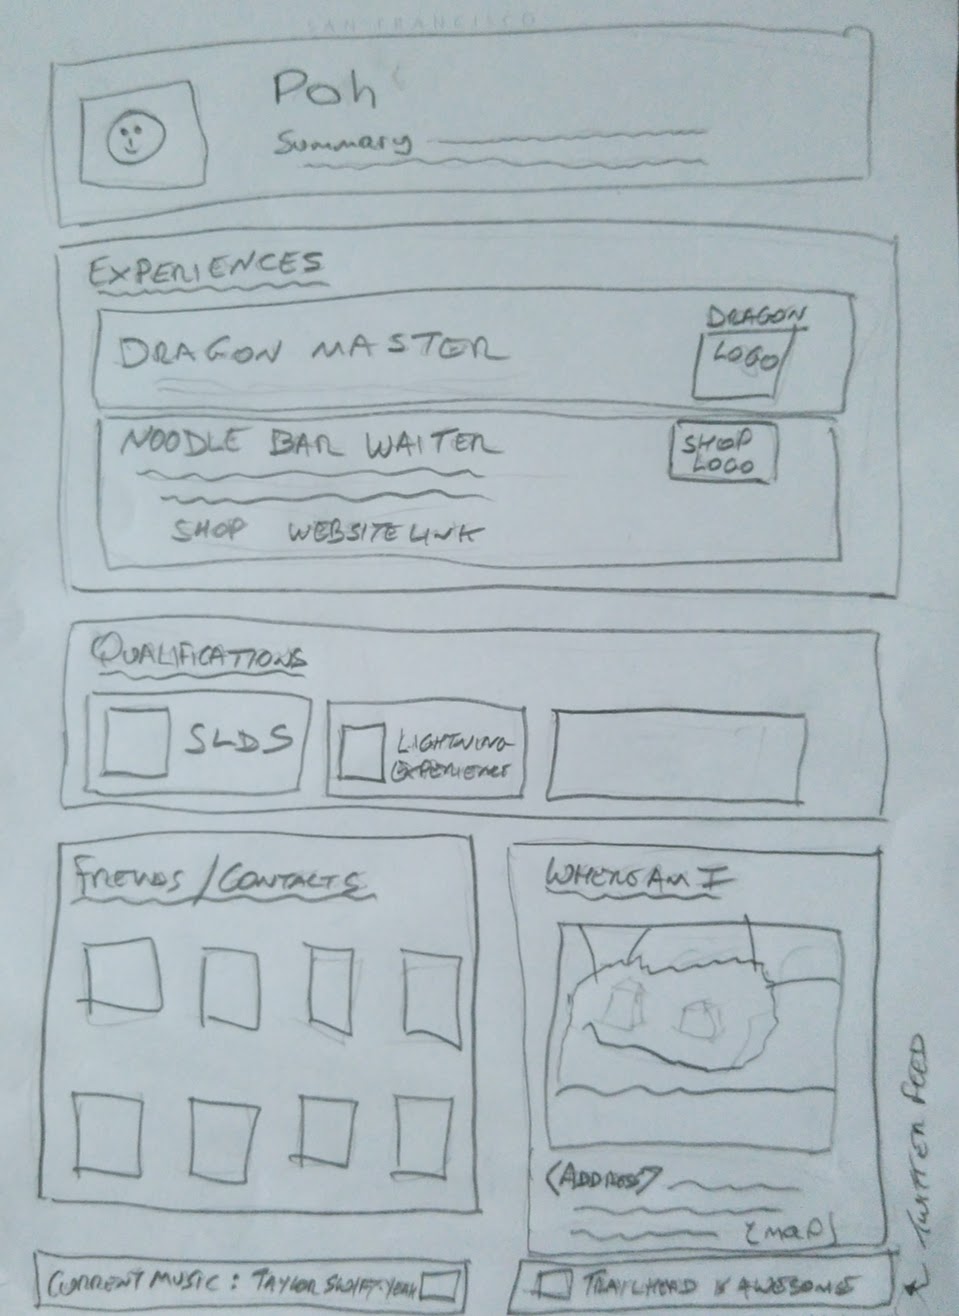 SAN FRANCISCO
Poh
Summary
EXPERIENCES
DRAGON MASTER
DRAGON
LOGO
NOODLE BAR WAITER
SHOP
LOGO
SHOP WEBSITE LINK
QUALIFICATIONS
SLDS
LIGHTNING
EXPERIENCE
FRIENDS/CONTACTS
WHERE AM I
<ADDRESS>
[MAP]
CURRENT MUSIC: TAYLOR SWIFT-YEAH
TRAILHEAD IS AWESOME
← TWITTER FEED